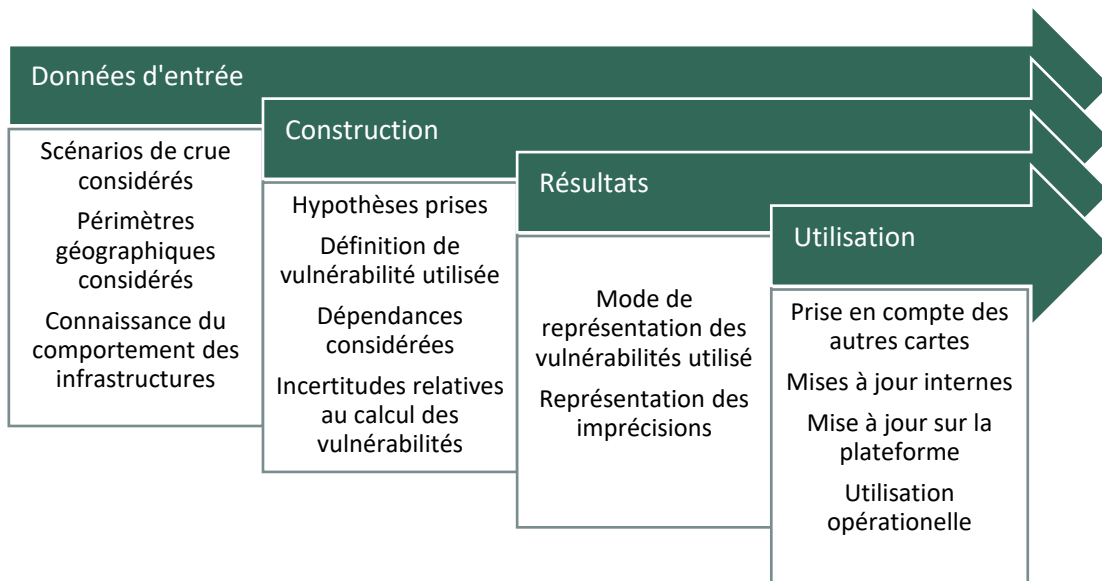 Données d'entrée
Scénarios de crue
considérés
Périmètres
géographiques
considérés
Connaissance du
comportement des
infrastructures
Construction
Hypothèses prises
Définition de
vulnérabilité utilisée
Dépendances
considérées
Incertitudes relatives
au calcul des
vulnérabilités
Résultats
Mode de
représentation des
vulnérabilités utilisé
Représentation des
imprécisions
Utilisation
Prise en compte des
autres cartes
Mises à jour internes
Mise à jour sur la
plateforme
Utilisation
opérationelle